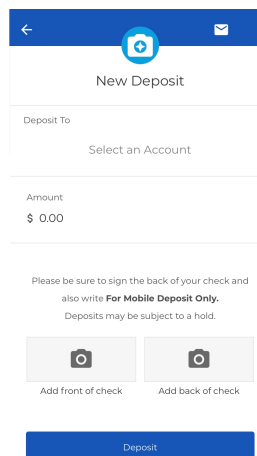 New Deposit
Deposit To
Select an Account
Amount
$ 0.00
Please be sure to sign the back of your check and
also write For Mobile Deposit Only.
Deposits may be subject to a hold.
Add front of check
Add back of check
Deposit